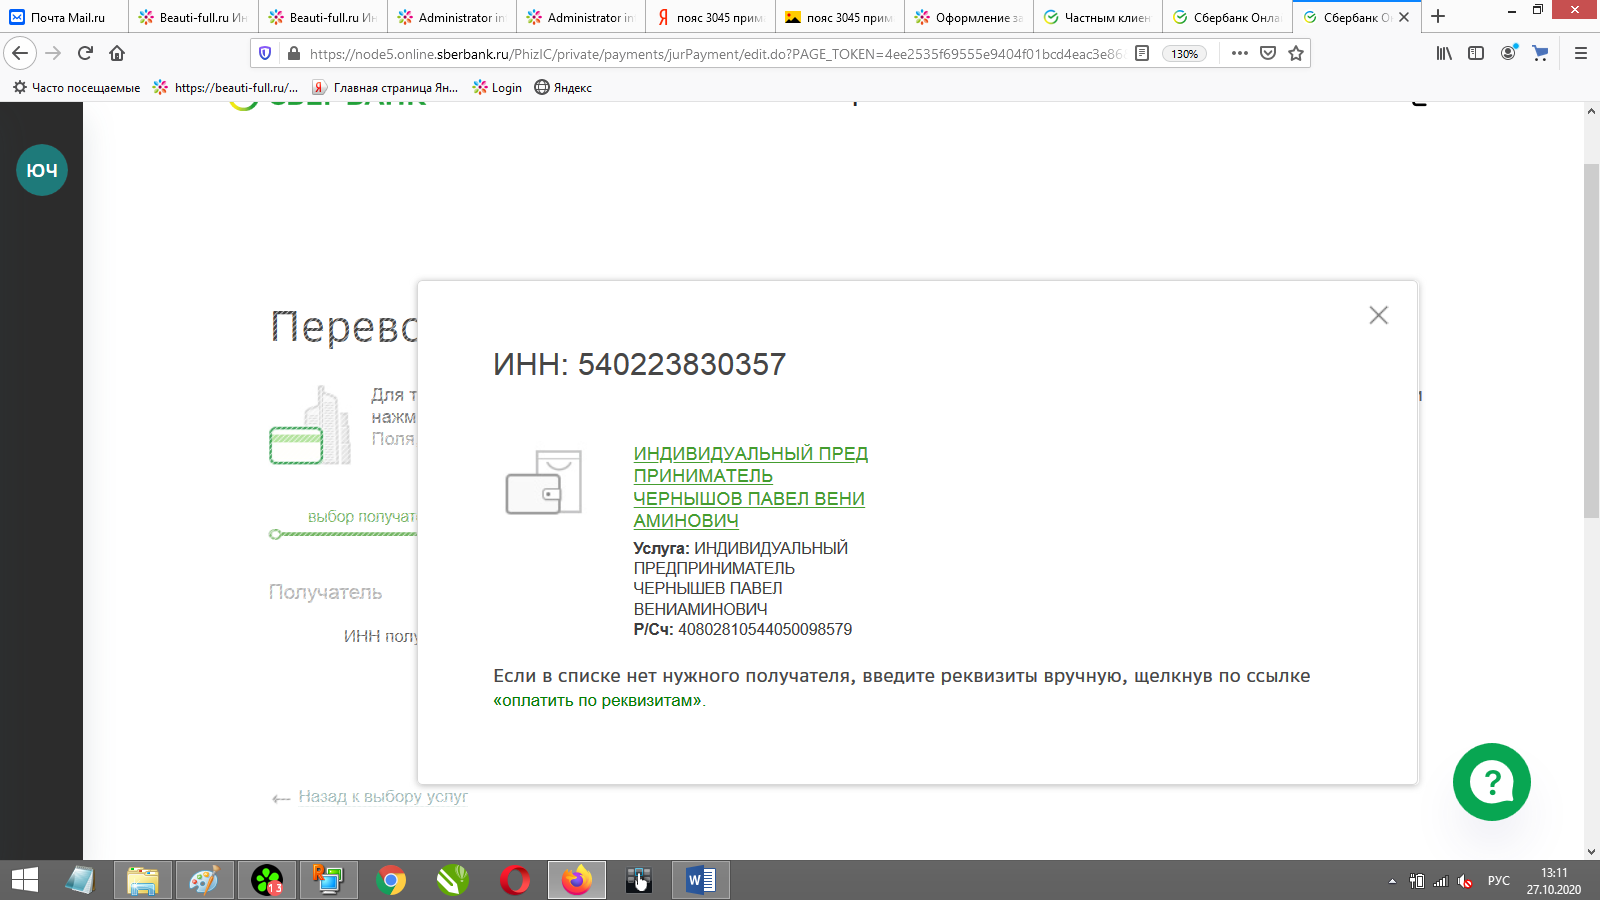 Почта Mail.ru
Beauti-full.ru Ин
Beauti-full.ru Ин
Administrator in
Administrator in
пояс 3045 прим
пояс 3045 прим
Оформление за
Частным клиен
Сбербанк Онла
Сбербанк О
https://node5.online.sberbank.ru/PhizIC/private/payments/jurPayment/edit.do?PAGE_TOKEN=4ee2535f69555e9404f01bcd4eac3e86
130%
Часто посещаемые
https://beauti-full.ru/...
Главная страница Ян...
Login
Яндекс
ЮЧ
Перево
Для т
нажм
Поля
выбор получат
Получатель
ИНН полу
Назад к выбору услуг
ИНН: 540223830357
ИНДИВИДУАЛЬНЫЙ ПРЕД
ПРИНИМАТЕЛЬ
ЧЕРНЫШОВ ПАВЕЛ ВЕНИ
АМИНОВИЧ
Услуга: ИНДИВИДУАЛЬНЫЙ
ПРЕДПРИНИМАТЕЛЬ
ЧЕРНЫШЕВ ПАВЕЛ
ВЕНИАМИНОВИЧ
Р/Сч: 40802810544050098579
Если в списке нет нужного получателя, введите реквизиты вручную, щелкнув по ссылке
«оплатить по реквизитам».
13
РУС
13:11
27.10.2020